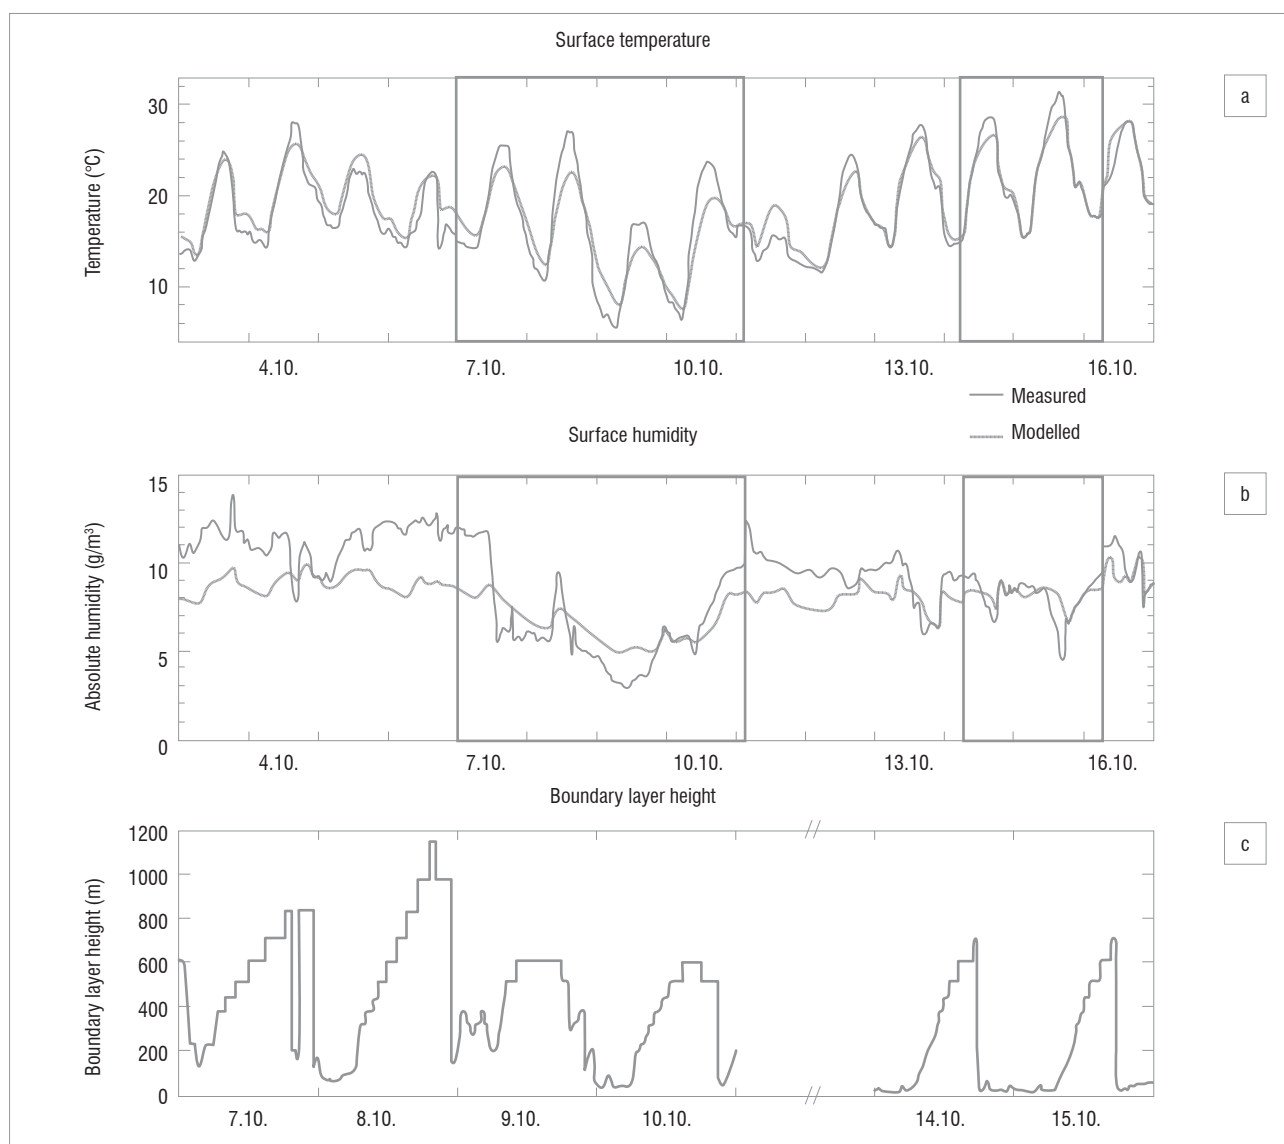 Surface temperature
a
Temperature (°C)
30
20
10
4.10. 7.10. 10.10. 13.10. 16.10.
Measured
Modelled
Surface humidity
b
Absolute humidity (g/m³)
15
10
5
0
4.10. 7.10. 10.10. 13.10. 16.10.
Boundary layer height
c
Boundary layer height (m)
1200
1000
800
600
400
200
0
7.10. 8.10. 9.10. 10.10. 14.10. 15.10.